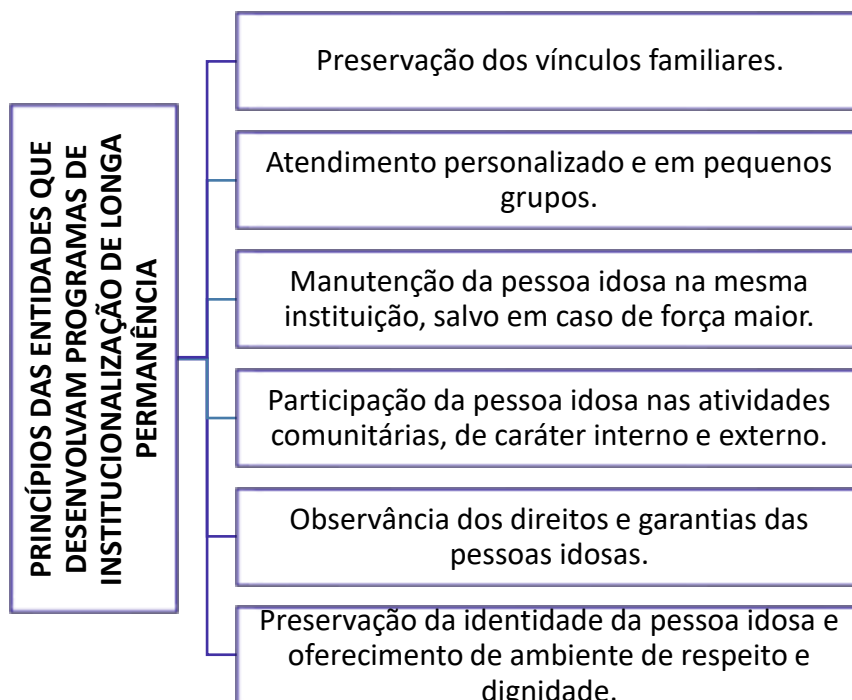 PRINCÍPIOS DAS ENTIDADES QUE
DESENVOLVAM PROGRAMAS DE
INSTITUCIONALIZAÇÃO DE LONGA
PERMANÊNCIA
Preservação dos vínculos familiares.
Atendimento personalizado e em pequenos
grupos.
Manutenção da pessoa idosa na mesma
instituição, salvo em caso de força maior.
Participação da pessoa idosa nas atividades
comunitárias, de caráter interno e externo.
Observância dos direitos e garantias das
pessoas idosas.
Preservação da identidade da pessoa idosa e
oferecimento de ambiente de respeito e
dignidade.